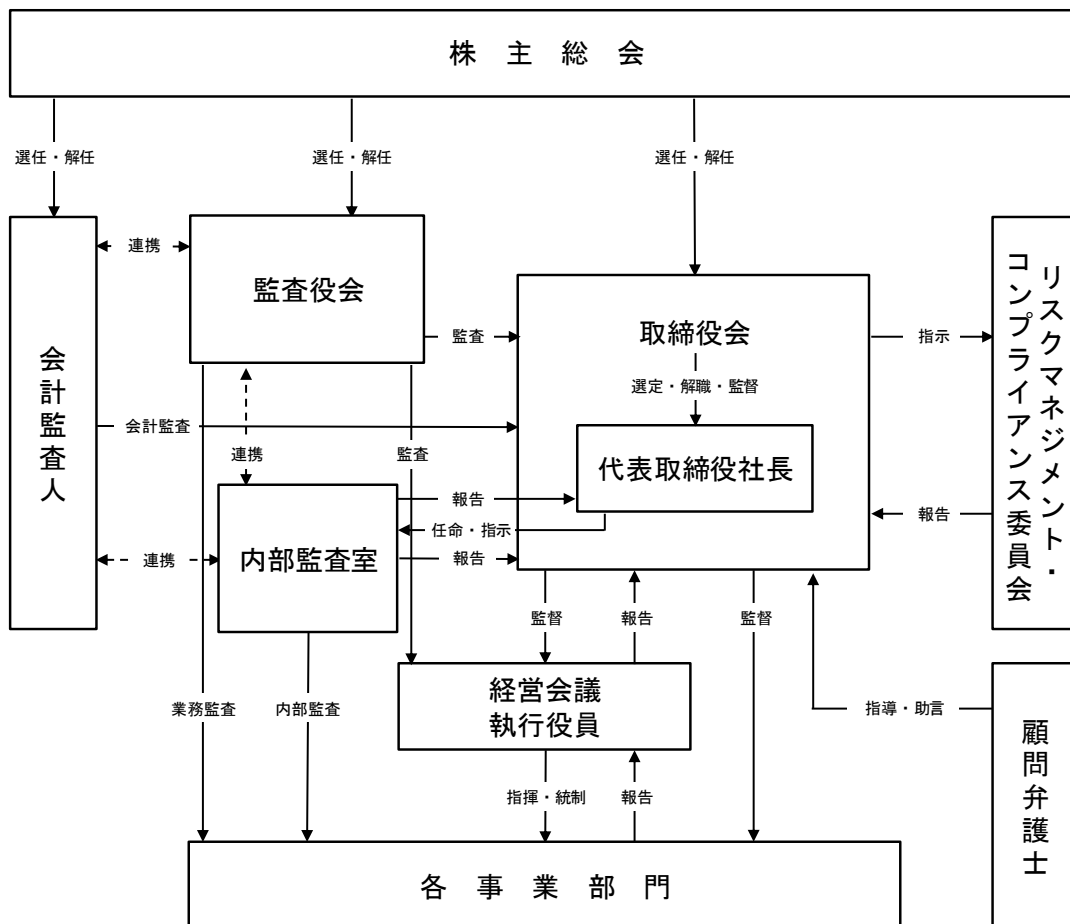 株主総会
選任・解任
選任・解任
選任・解任
会計監査人
連携
監査役会
監査
取締役会
指示
リスクマネジメント・
コンプライアンス委員会
選定・解職・監督
会計監査
監査
連携
代表取締役社長
報告
任命・指示
報告
連携
内部監査室
報告
監督
報告
監督
経営会議
執行役員
業務監査
内部監査
指導・助言
顧問弁護士
指揮・統制
報告
各事業部門